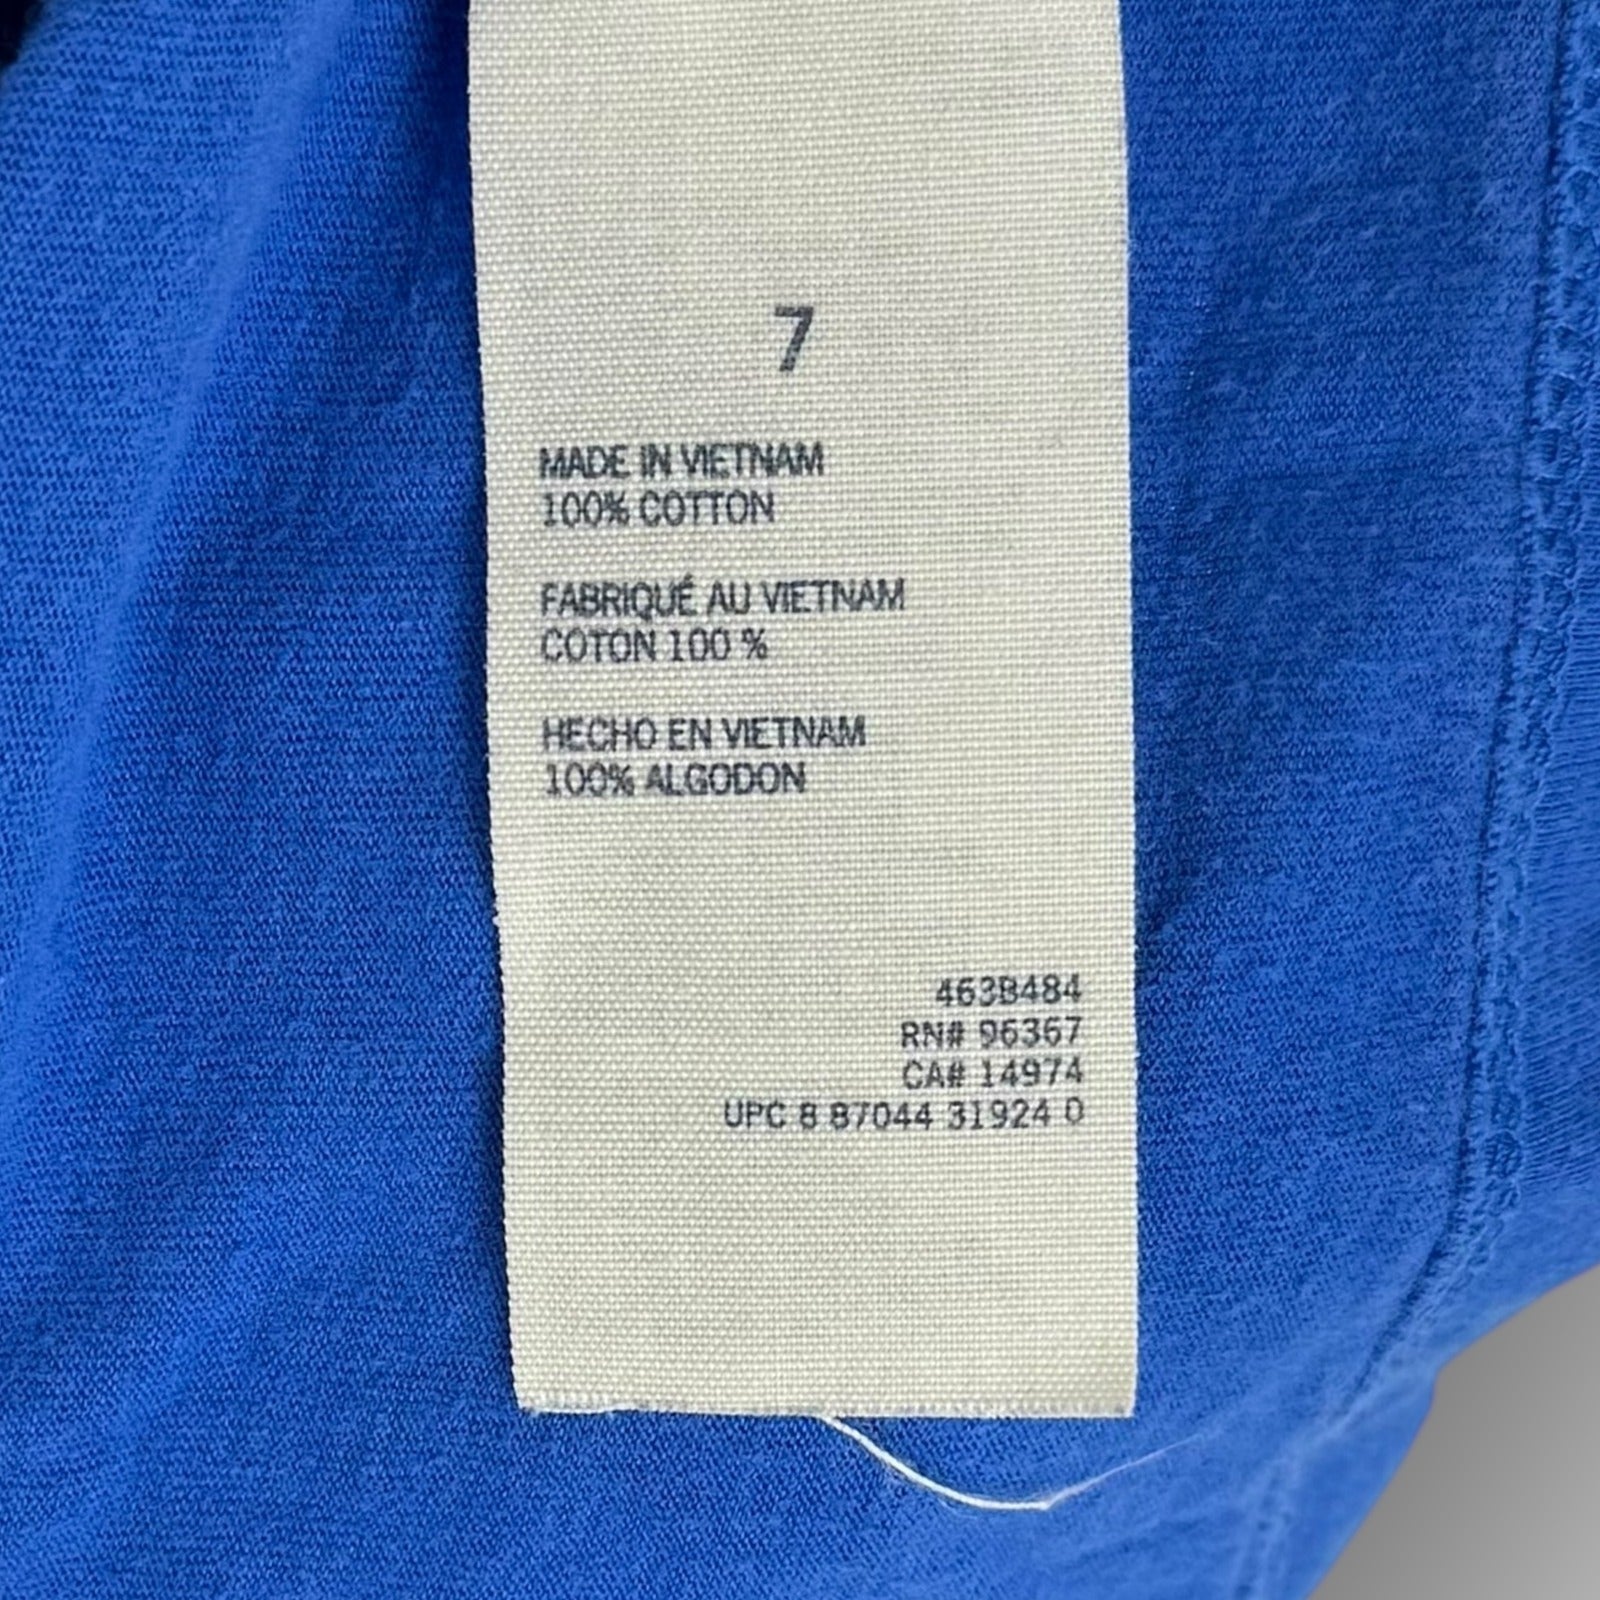 7
MADE IN VIETNAM
100% COTTON
FABRIQUÉ AU VIETNAM
COTON 100 %
HECHO EN VIETNAM
100% ALGODON
463B484
RN# 96367
CA# 14974
UPC 8 87044 31924 0